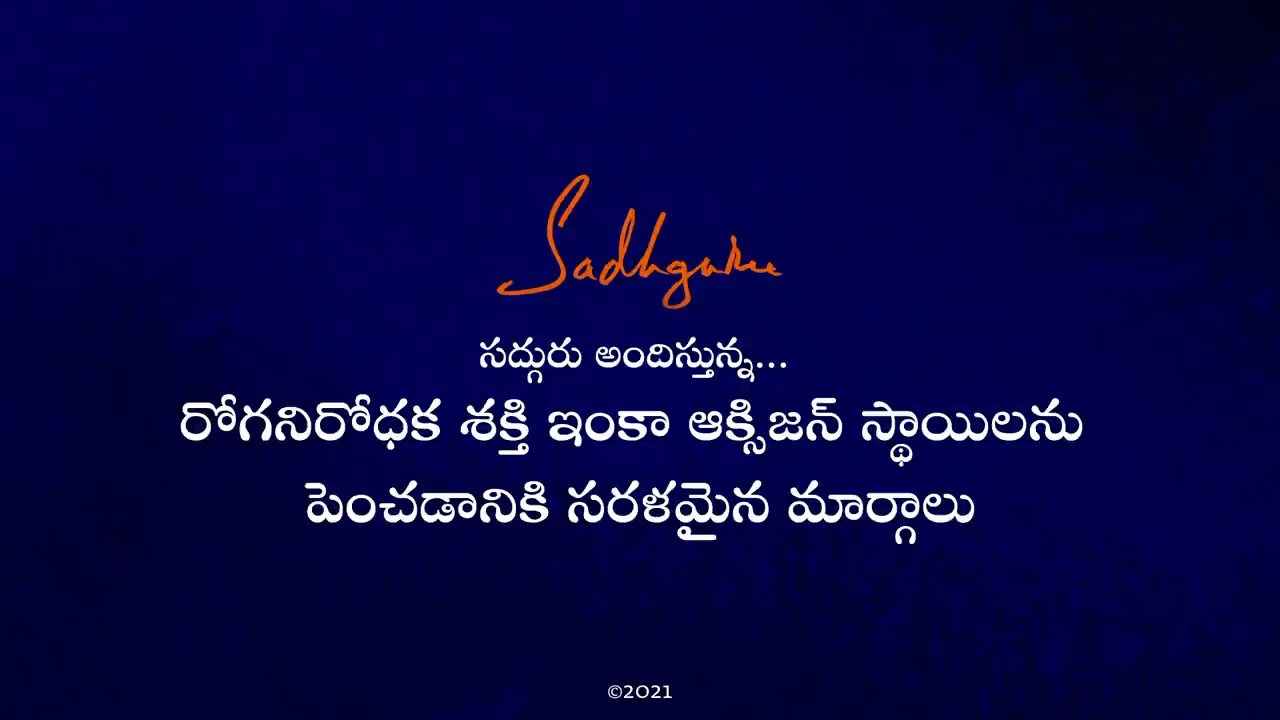 Sadhguru
సద్గురు అందిస్తున్న...
రోగనిరోధక శక్తి ఇంకా ఆక్సిజన్ స్థాయిలను
పెంచడానికి సరళమైన మార్గాలు
©2021